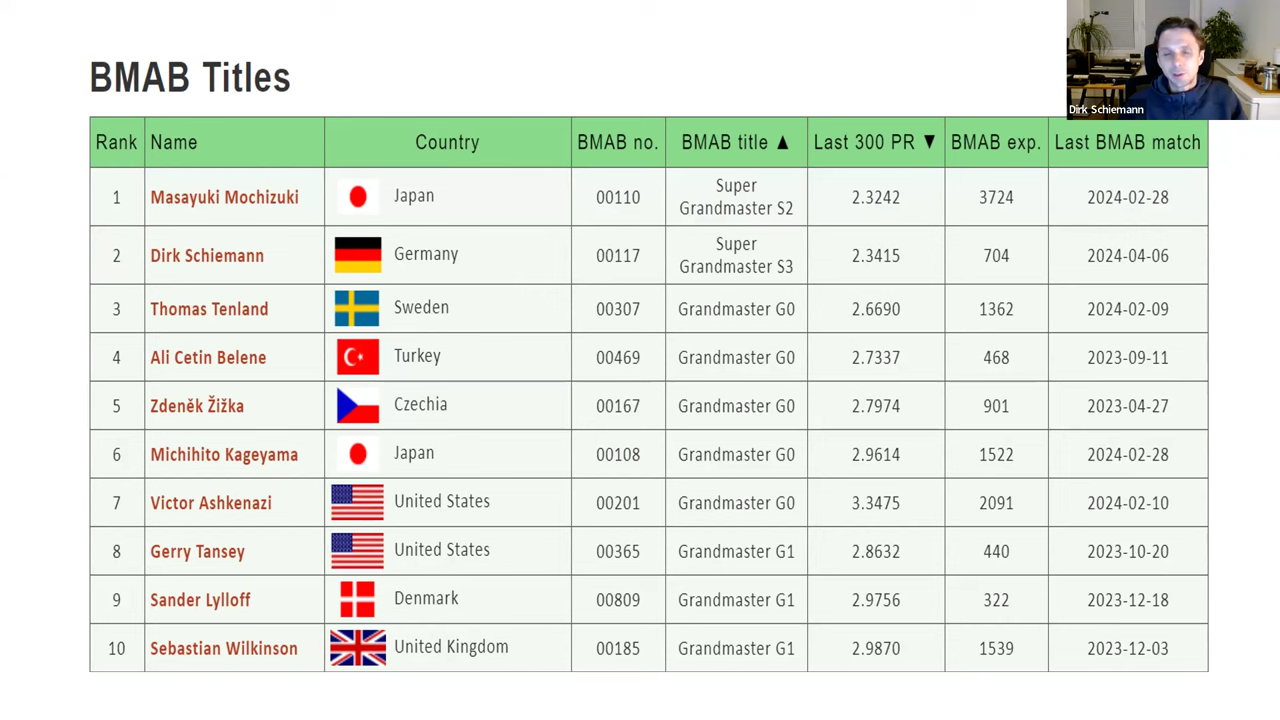 BMAB Titles
Dirk Schiemann
Rank Name Country BMAB no. BMAB title ▲ Last 300 PR ▼ BMAB exp. Last BMAB match
1 Masayuki Mochizuki Japan 00110 Super Grandmaster S2 2.3242 3724 2024-02-28
2 Dirk Schiemann Germany 00117 Super Grandmaster S3 2.3415 704 2024-04-06
3 Thomas Tenland Sweden 00307 Grandmaster G0 2.6690 1362 2024-02-09
4 Ali Cetin Belene Turkey 00469 Grandmaster G0 2.7337 468 2023-09-11
5 Zdeněk Žižka Czechia 00167 Grandmaster G0 2.7974 901 2023-04-27
6 Michihito Kageyama Japan 00108 Grandmaster G0 2.9614 1522 2024-02-28
7 Victor Ashkenazi United States 00201 Grandmaster G0 3.3475 2091 2024-02-10
8 Gerry Tansey United States 00365 Grandmaster G1 2.8632 440 2023-10-20
9 Sander Lylloff Denmark 00809 Grandmaster G1 2.9756 322 2023-12-18
10 Sebastian Wilkinson United Kingdom 00185 Grandmaster G1 2.9870 1539 2023-12-03